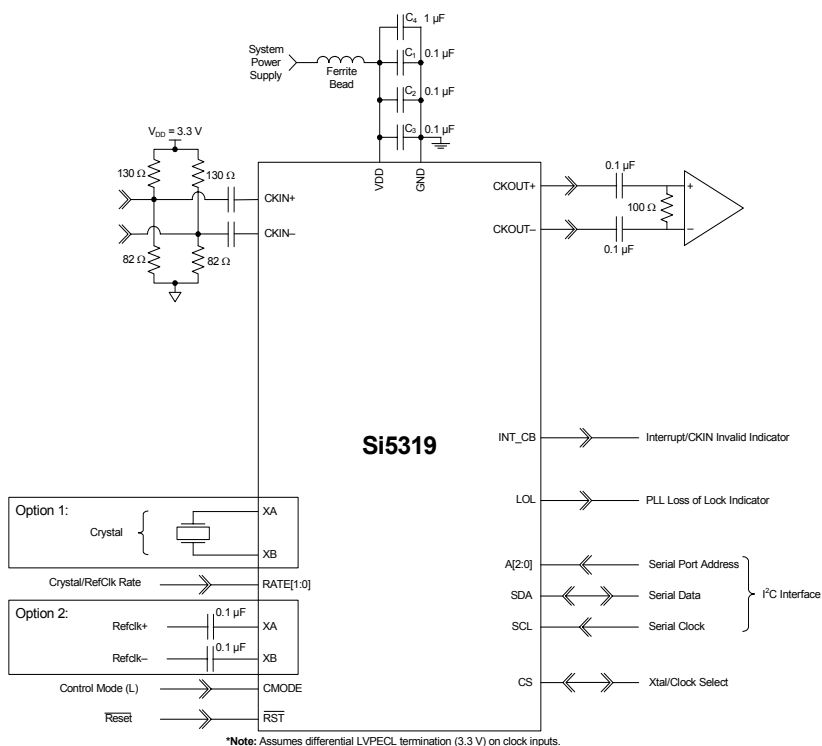 C4 1 µF
System
Power
Supply
Ferrite
Bead
C1 0.1 µF
C2 0.1 µF
C3 0.1 µF
VDD = 3.3 V
130 Ω
130 Ω
82 Ω
82 Ω
VDD
GND
CKIN+
CKIN–
CKOUT+
CKOUT–
0.1 µF
100 Ω
0.1 µF
+
–
Si5319
INT_CB
Interrupt/CKIN Invalid Indicator
LOL
PLL Loss of Lock Indicator
Option 1:
Crystal
XA
XB
Crystal/RefClk Rate
RATE[1:0]
A[2:0]
Serial Port Address
SDA
Serial Data
SCL
Serial Clock
I2C Interface
Option 2:
Refclk+
0.1 µF
XA
Refclk–
0.1 µF
XB
CS
Xtal/Clock Select
Control Mode (L)
CMODE
Reset
RST
*Note: Assumes differential LVPECL termination (3.3 V) on clock inputs.